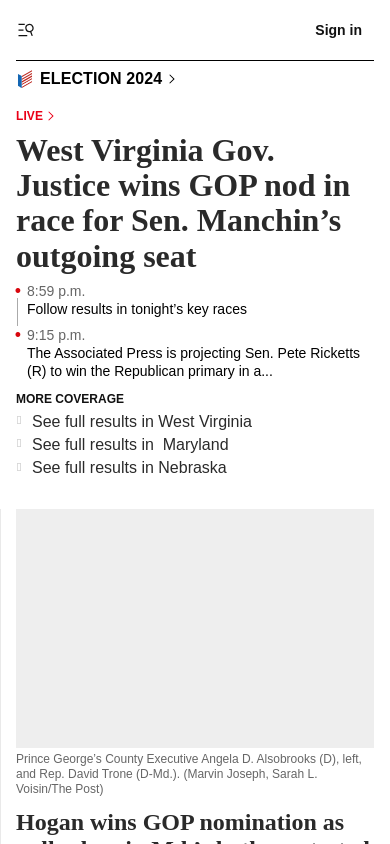 Sign in
ELECTION 2024
LIVE
West Virginia Gov.
Justice wins GOP nod in
race for Sen. Manchin’s
outgoing seat
8:59 p.m.
Follow results in tonight’s key races
9:15 p.m.
The Associated Press is projecting Sen. Pete Ricketts
(R) to win the Republican primary in a...
MORE COVERAGE
See full results in West Virginia
See full results in  Maryland
See full results in Nebraska
Prince George’s County Executive Angela D. Alsobrooks (D), left,
and Rep. David Trone (D-Md.). (Marvin Joseph, Sarah L.
Voisin/The Post)
Hogan wins GOP nomination as